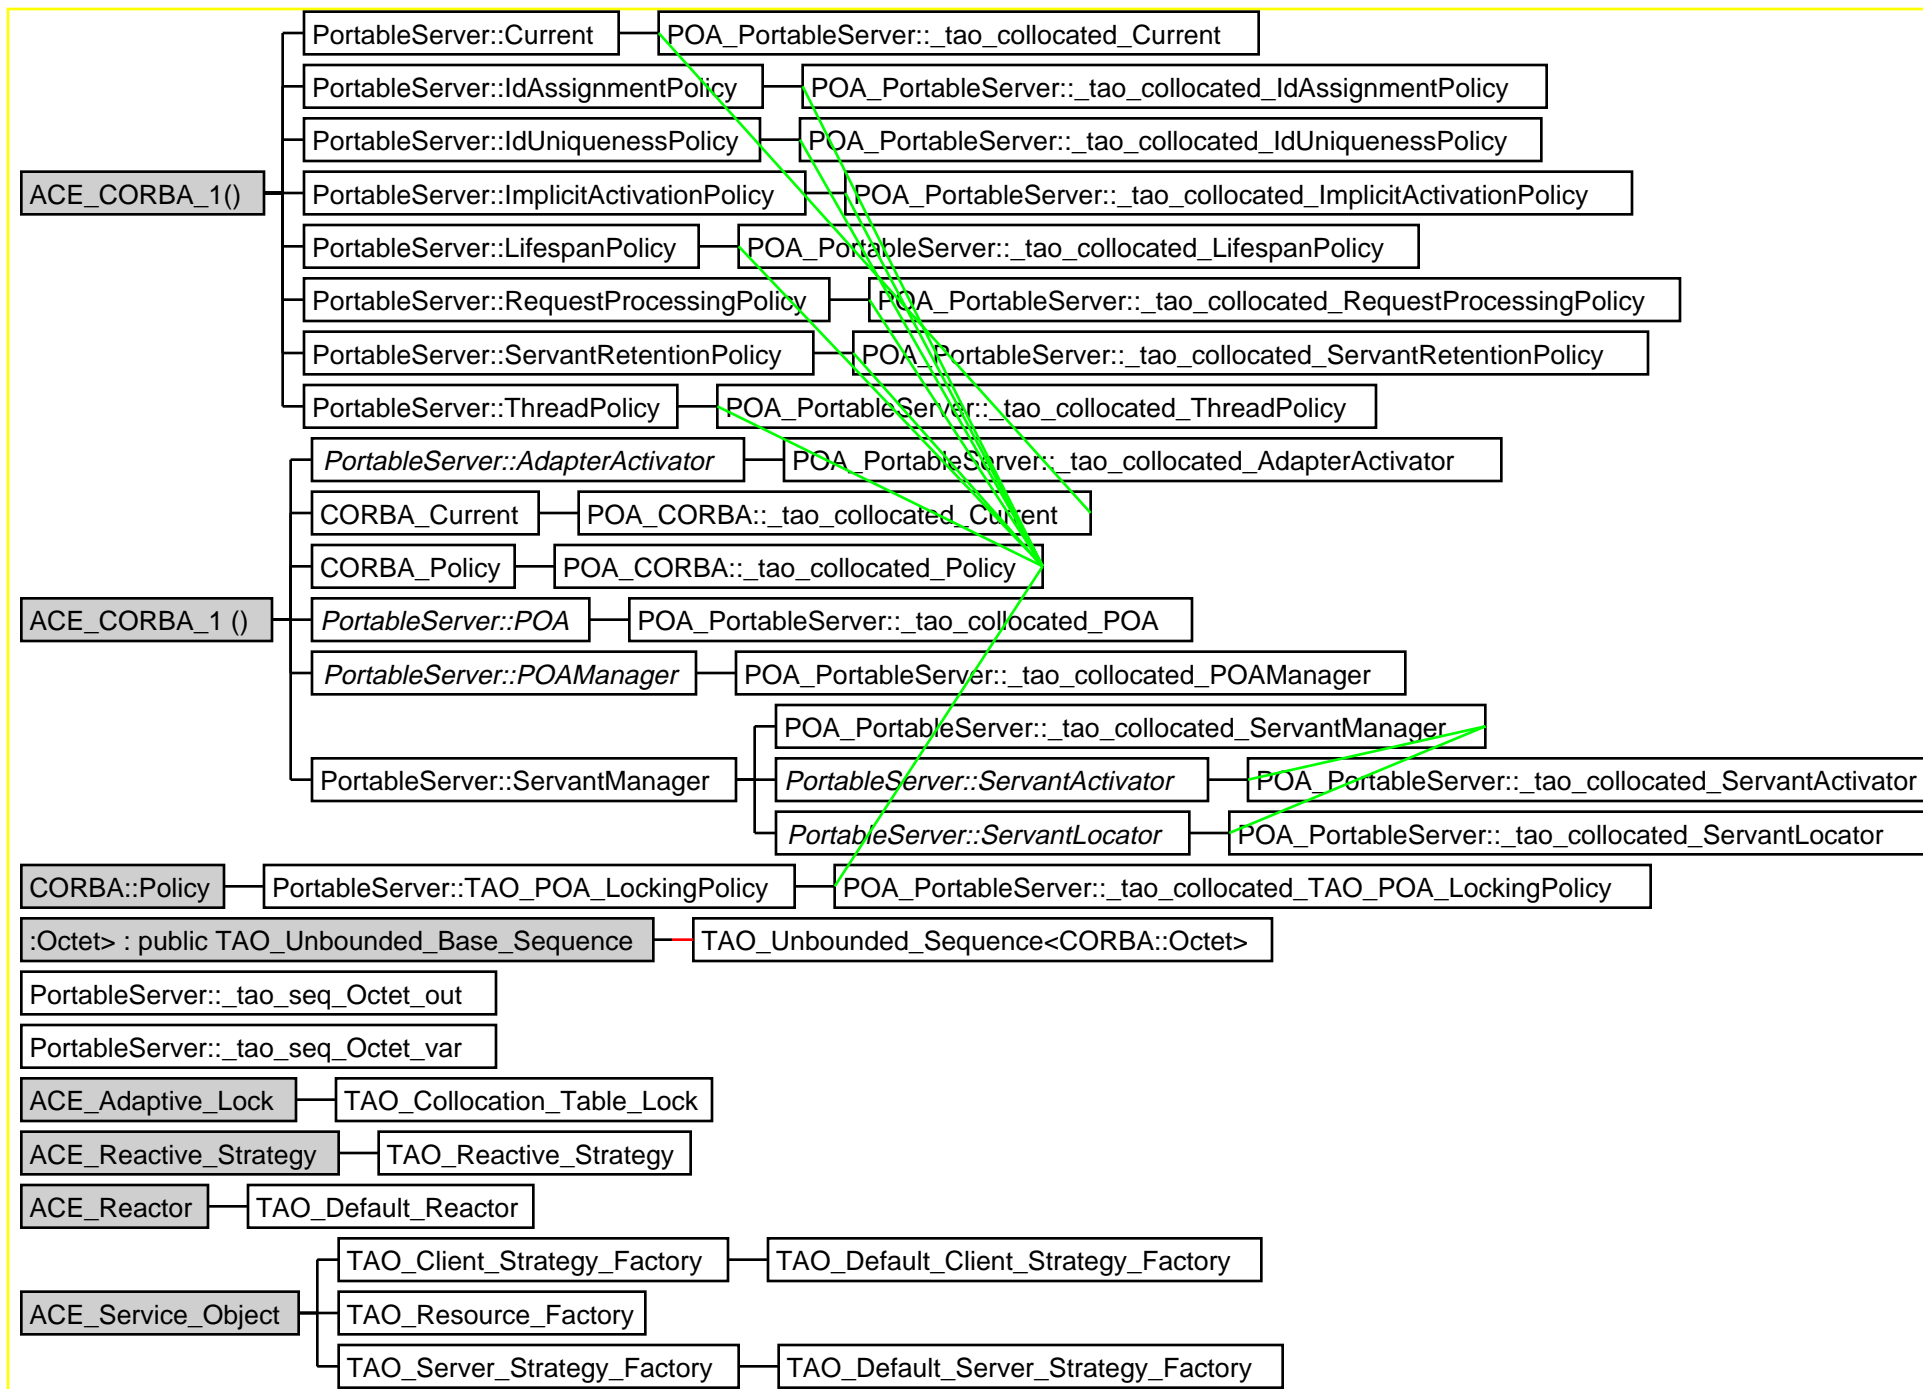 PortableServer::Current POA_PortableServer::_tao_collocated_Current
PortableServer::IdAssignmentPolicy POA_PortableServer::_tao_collocated_IdAssignmentPolicy
PortableServer::IdUniquenessPolicy POA_PortableServer::_tao_collocated_IdUniquenessPolicy
ACE_CORBA_1() PortableServer::ImplicitActivationPolicy POA_PortableServer::_tao_collocated_ImplicitActivationPolicy
PortableServer::LifespanPolicy POA_PortableServer::_tao_collocated_LifespanPolicy
PortableServer::RequestProcessingPolicy POA_PortableServer::_tao_collocated_RequestProcessingPolicy
PortableServer::ServantRetentionPolicy POA_PortableServer::_tao_collocated_ServantRetentionPolicy
PortableServer::ThreadPolicy POA_PortableServer::_tao_collocated_ThreadPolicy
PortableServer::AdapterActivator POA_PortableServer::_tao_collocated_AdapterActivator
CORBA_Current POA_CORBA::_tao_collocated_Current
CORBA_Policy POA_CORBA::_tao_collocated_Policy
ACE_CORBA_1 () PortableServer::POA POA_PortableServer::_tao_collocated_POA
PortableServer::POAManager POA_PortableServer::_tao_collocated_POAManager
POA_PortableServer::_tao_collocated_ServantManager
PortableServer::ServantManager PortableServer::ServantActivator POA_PortableServer::_tao_collocated_ServantActivator
PortableServer::ServantLocator POA_PortableServer::_tao_collocated_ServantLocator
CORBA::Policy PortableServer::TAO_POA_LockingPolicy POA_PortableServer::_tao_collocated_TAO_POA_LockingPolicy
:Octet> : public TAO_Unbounded_Base_Sequence TAO_Unbounded_Sequence<CORBA::Octet>
PortableServer::_tao_seq_Octet_out
PortableServer::_tao_seq_Octet_var
ACE_Adaptive_Lock TAO_Collocation_Table_Lock
ACE_Reactive_Strategy TAO_Reactive_Strategy
ACE_Reactor TAO_Default_Reactor
TAO_Client_Strategy_Factory TAO_Default_Client_Strategy_Factory
ACE_Service_Object TAO_Resource_Factory
TAO_Server_Strategy_Factory TAO_Default_Server_Strategy_Factory